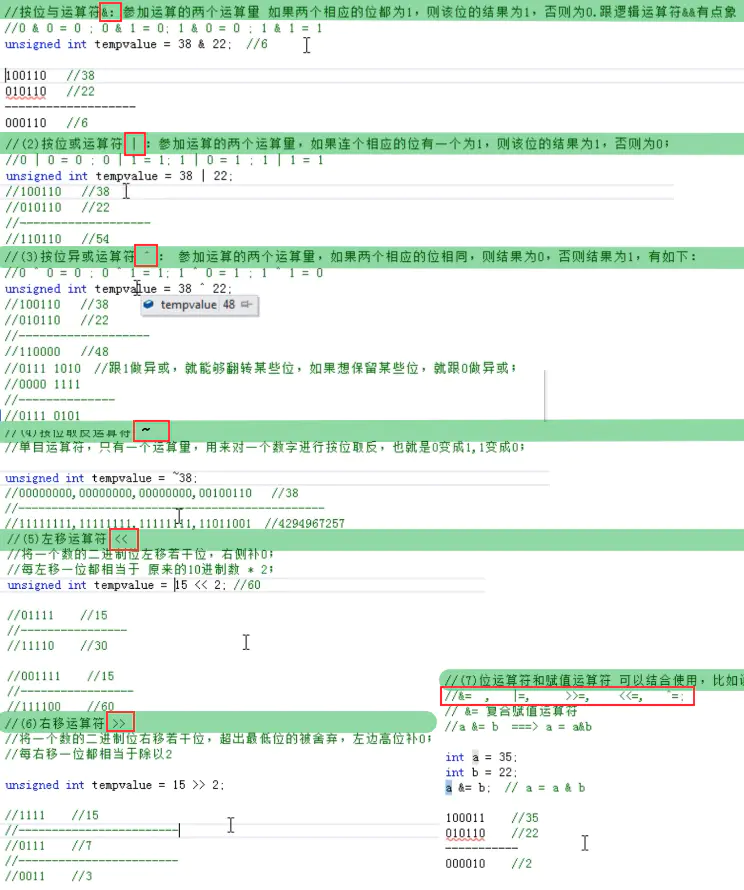 //按位与运算符&: 参加运算的两个运算量 如果两个相应的位都为1，则该位的结果为1，否则为0.跟逻辑运算符&&有点象
//0 & 0 = 0 ; 0 & 1 = 0; 1 & 0 = 0 ; 1 & 1 = 1
unsigned int tempvalue = 38 & 22; //6
100110 //38
010110 //22
-------------------
000110 //6
//(2)按位或运算符 | : 参加运算的两个运算量，如果连个相应的位有一个为1，则该位的结果为1，否则为0；
//0 | 0 = 0 ; 0 | 1 = 1; 1 | 0 = 1 ; 1 | 1 = 1
unsigned int tempvalue = 38 | 22;
//100110 //38
//010110 //22
//-------------------
//110110 //54
//(3)按位异或运算符 ^ : 参加运算的两个运算量，如果两个相应的位相同，则结果为0，否则结果为1，有如下：
//0 ^ 0 = 0 ; 0 ^ 1 = 1; 1 ^ 0 = 1 ; 1 ^ 1 = 0
unsigned int tempvalue = 38 ^ 22;
tempvalue 48
//100110 //38
//010110 //22
//-------------------
//110000 //48
//0111 1010 //跟1做异或，就能够翻转某些位，如果想保留某些位，就跟0做异或；
//0000 1111
//--------------
//0111 0101
//(4)按位取反运算符 ~
//单目运算符，只有一个运算量，用来对一个数字进行按位取反，也就是0变成1,1变成0；
unsigned int tempvalue = ~38;
//00000000,00000000,00000000,00100110 //38
//----------------------------------------------
//11111111,11111111,11111111,11011001 //4294967257
//(5)左移运算符 <<
//将一个数的二进制位左移若干位，右侧补0；
//每左移一位都相当于 原来的10进制数 * 2；
unsigned int tempvalue = 15 << 2; //60
//01111 //15
//----------------
//11110 //30
//001111 //15
//-----------------
//111100 //60
//(6)右移运算符 >>
//将一个数的二进制位右移若干位，超出最低位的被舍弃，左边高位补0；
//每右移一位都相当于除以2
unsigned int tempvalue = 15 >> 2;
//1111 //15
//------------------------
//0111 //7
//------------------------
//0011 //3
//(7)位运算符和赋值运算符 可以结合使用，比如
//&= , |=, >>=, <<=, ^=;
// &= 复合赋值运算符
//a &= b ===> a = a&b
int a = 35;
int b = 22;
a &= b; // a = a & b
100011 //35
010110 //22
-----------
000010 //2